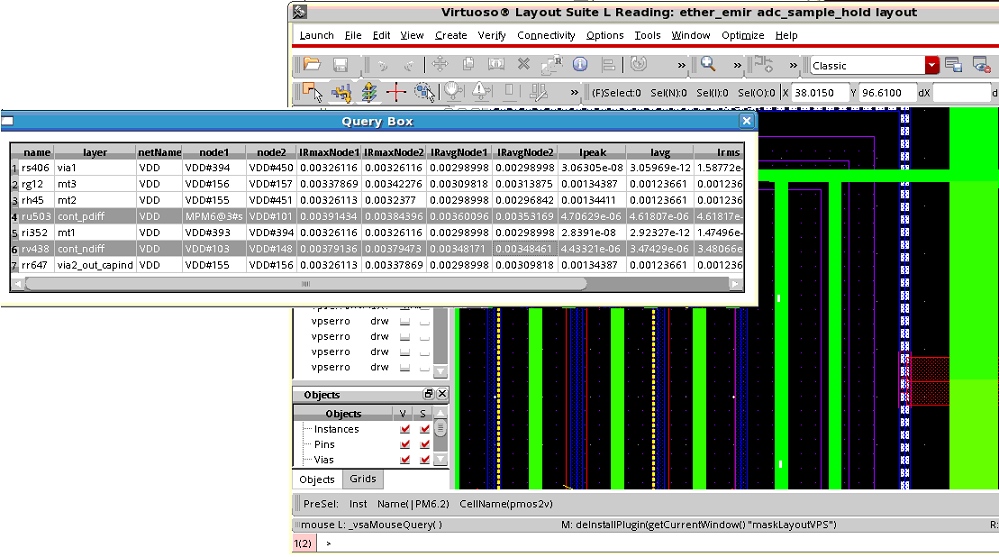 Virtuoso® Layout Suite L Reading: ether_emir adc_sample_hold layout
Launch File Edit View Create Verify Connectivity Options Tools Window Optimize Help
» » » Classic
» (F)Select:0 Sel(N):0 Sel(I):0 Sel(O):0 X 38.0150 Y 96.6100 dX d
Query Box
name layer netName node1 node2 IRmaxNode1 IRmaxNode2 IRavgNode1 IRavgNode2 Ipeak Iavg Irms
1 rs406 via1 VDD VDD#394 VDD#450 0.00326116 0.00326116 0.00298998 0.00298998 3.06305e-08 3.05969e-12 1.58772e-
2 rg12 mt3 VDD VDD#156 VDD#157 0.00337869 0.00342276 0.00309818 0.00313875 0.00134387 0.00123661 0.001236
3 rh45 mt2 VDD VDD#155 VDD#451 0.00326113 0.0032377 0.00298998 0.00296842 0.00134411 0.00123661 0.001236
4 ru503 cont_pdiff VDD MPM6@3#s VDD#101 0.00391434 0.00384396 0.00360096 0.00353169 4.70629e-06 4.61807e-06 4.61817e-
5 ri352 mt1 VDD VDD#393 VDD#394 0.00326116 0.00326116 0.00298998 0.00298998 2.8391e-08 2.92327e-12 1.47496e-
6 rv438 cont_ndiff VDD VDD#103 VDD#148 0.00379136 0.00379473 0.00348171 0.00348461 4.43321e-06 3.47429e-06 3.48066e-
7 rr647 via2_out_capind VDD VDD#155 VDD#156 0.00326113 0.00337869 0.00298998 0.00309818 0.00134387 0.00123661 0.001236
vpserro drw
vpserro drw
vpserro drw
vpserro drw
Objects
Objects V S
Instances
Pins
Vias
Objects Grids
PreSel: Inst Name(|PM6.2) CellName(pmos2v)
mouse L: _vsaMouseQuery( ) M: deInstallPlugin(getCurrentWindow() "maskLayoutVPS") R:
1(2) >